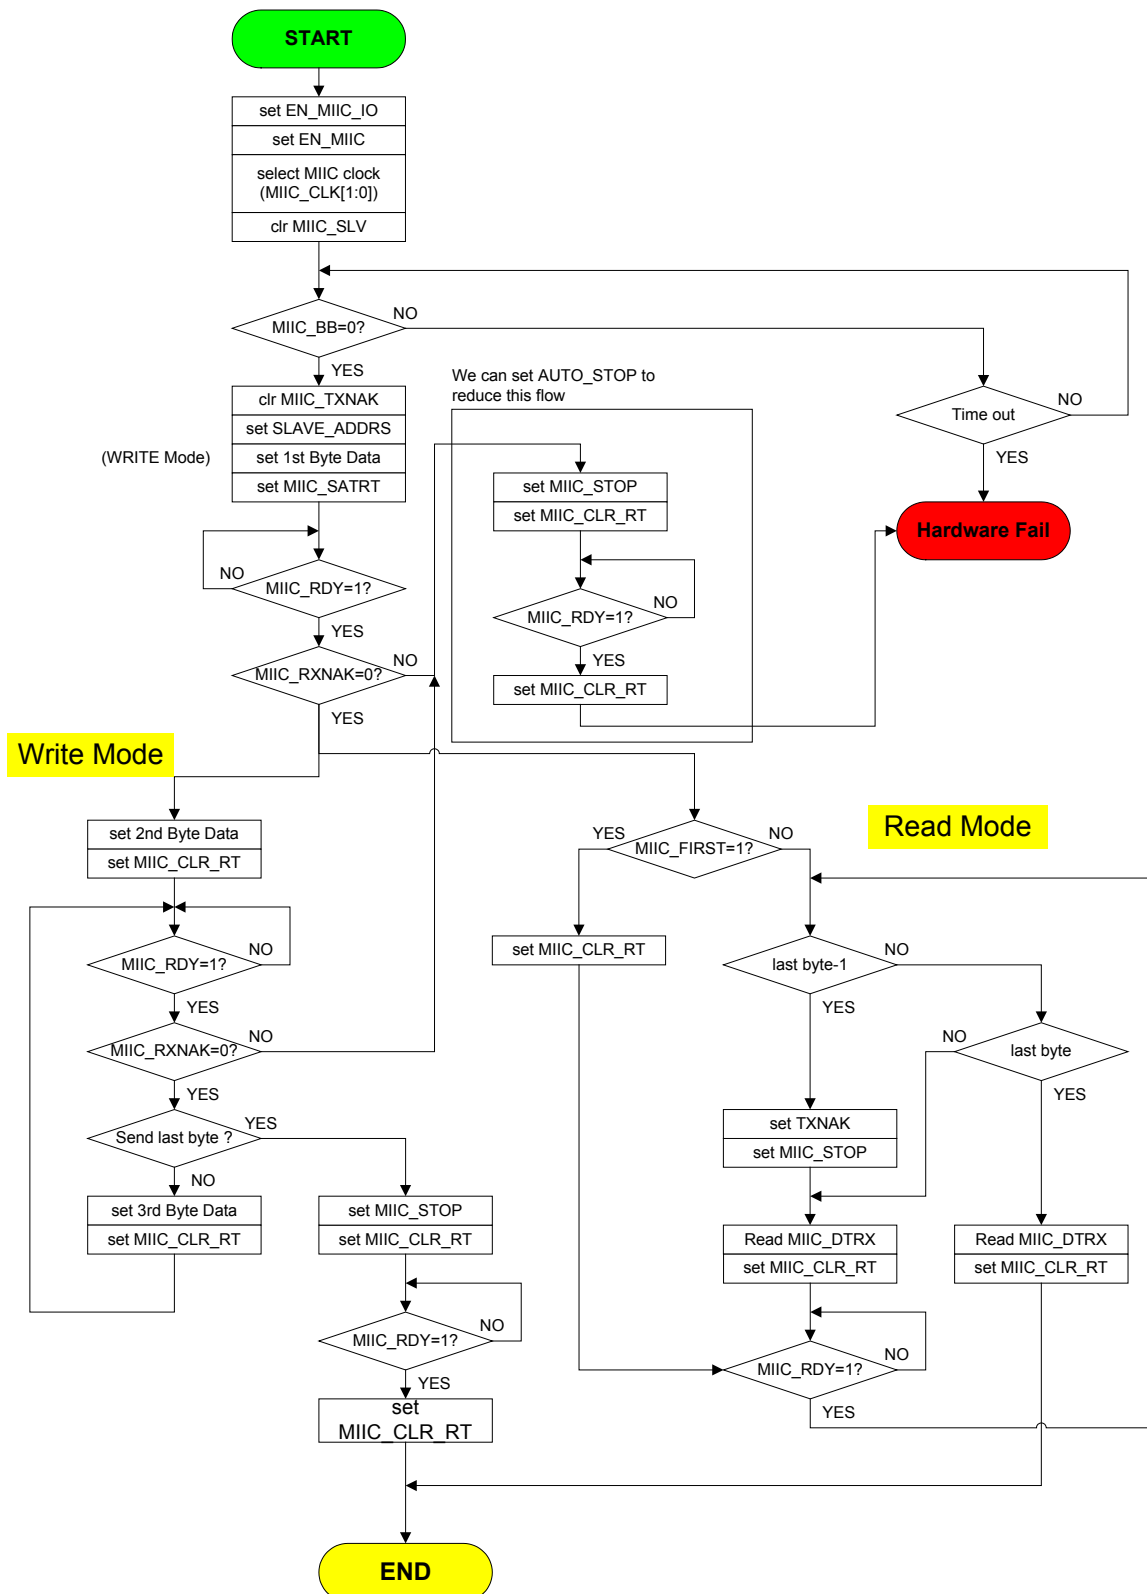 START
set EN_MIIC_IO
set EN_MIIC
select MIIC clock
(MIIC_CLK[1:0])
clr MIIC_SLV
MIIC_BB=0?
NO
YES
We can set AUTO_STOP to
reduce this flow
clr MIIC_TXNAK
set SLAVE_ADDRS
(WRITE Mode)
set 1st Byte Data
set MIIC_SATRT
Time out
NO
YES
Hardware Fail
set MIIC_STOP
set MIIC_CLR_RT
NO
MIIC_RDY=1?
YES
MIIC_RDY=1?
NO
YES
MIIC_RXNAK=0?
NO
YES
set MIIC_CLR_RT
Write Mode
Read Mode
set 2nd Byte Data
set MIIC_CLR_RT
YES
MIIC_FIRST=1?
NO
set MIIC_CLR_RT
MIIC_RDY=1?
NO
YES
last byte-1
NO
YES
MIIC_RXNAK=0?
NO
YES
NO
last byte
YES
Send last byte ?
YES
NO
set TXNAK
set MIIC_STOP
set 3rd Byte Data
set MIIC_CLR_RT
set MIIC_STOP
set MIIC_CLR_RT
Read MIIC_DTRX
set MIIC_CLR_RT
Read MIIC_DTRX
set MIIC_CLR_RT
MIIC_RDY=1?
NO
YES
MIIC_RDY=1?
NO
YES
set
MIIC_CLR_RT
END